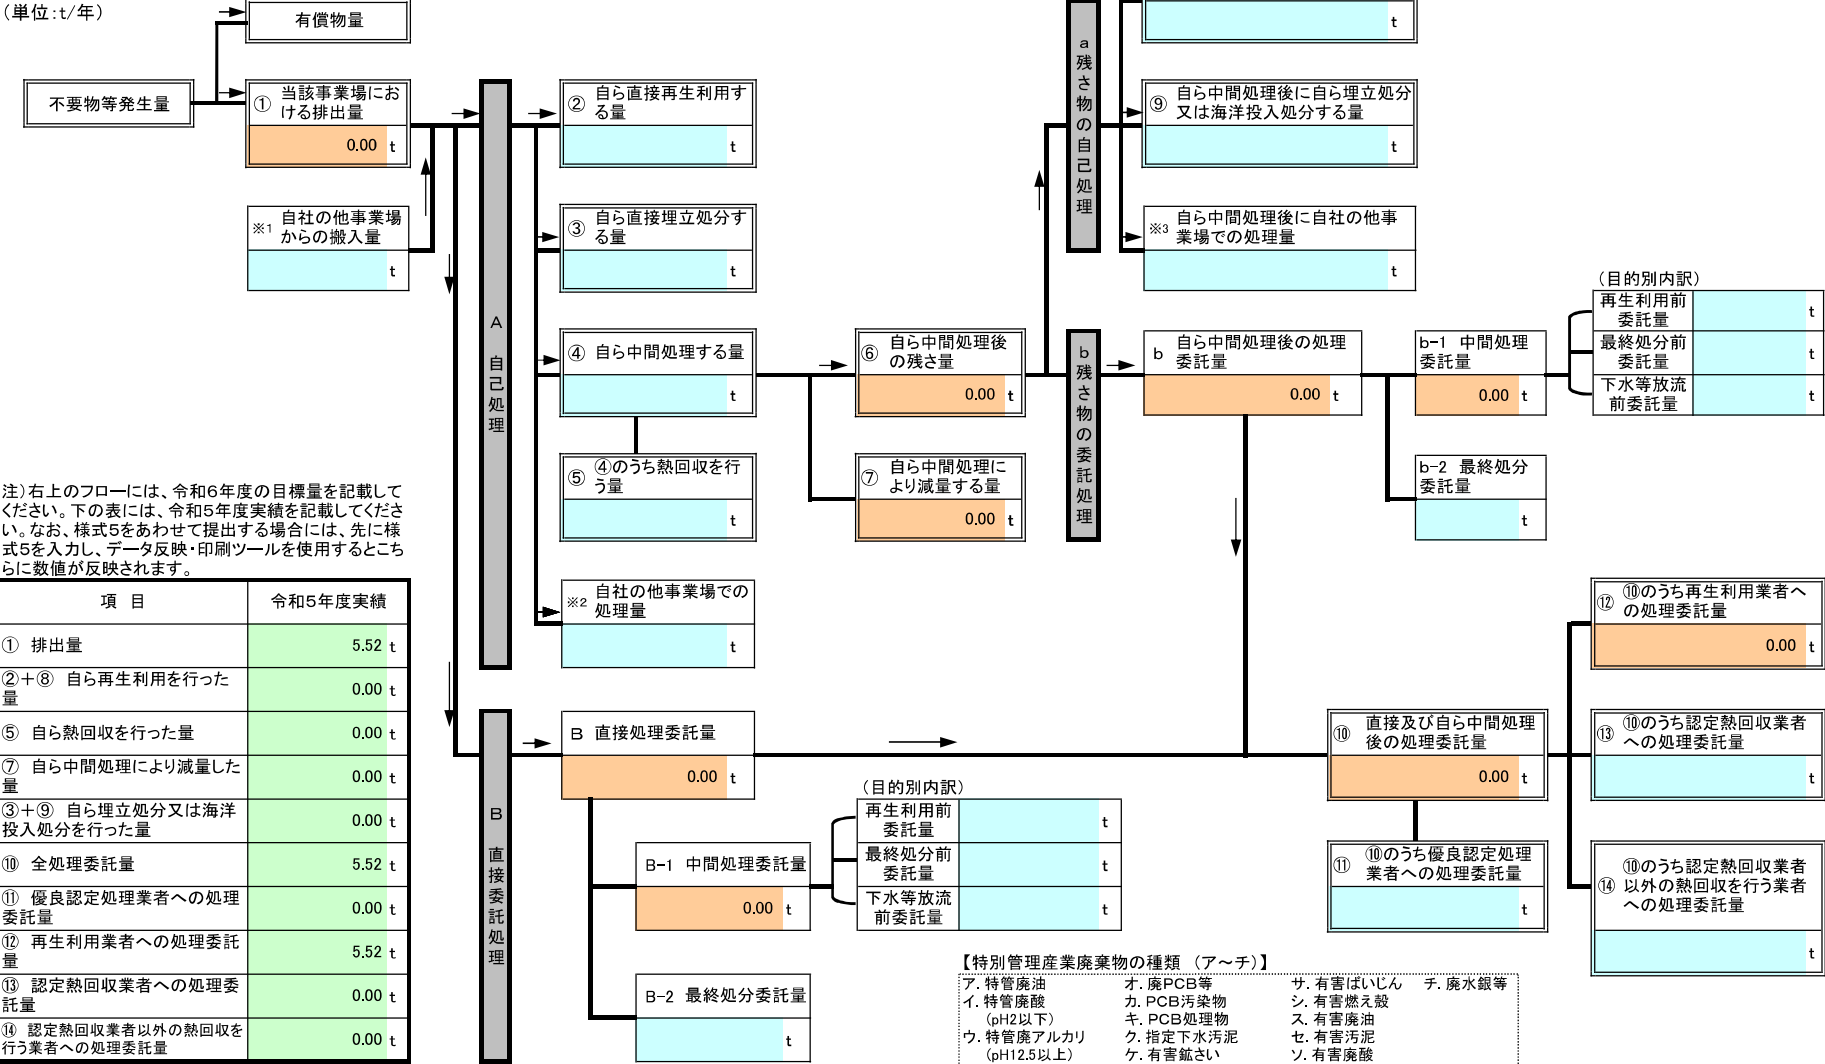 (単位:t/年)
有償物量
不要物等発生量
① 当該事業場にお
ける排出量
0.00 t
※1 自社の他事業場
からの搬入量
t
A 自己処理
② 自ら直接再生利用す
る量
t
③ 自ら直接埋立処分す
る量
t
④ 自ら中間処理する量
t
⑤ ④のうち熱回収を行
う量
t
※2 自社の他事業場での
処理量
t
⑥ 自ら中間処理後
の残さ量
0.00 t
⑦ 自ら中間処理に
より減量する量
0.00 t
a残さ物の自己処理
t
⑨ 自ら中間処理後に自ら埋立処分
又は海洋投入処分する量
t
※3 自ら中間処理後に自社の他事
業場での処理量
t
b残さ物の委託処理
b 自ら中間処理後の処理
委託量
0.00 t
b-1 中間処理
委託量
0.00 t
(目的別内訳)
再生利用前
委託量
t
最終処分前
委託量
t
下水等放流
前委託量
t
b-2 最終処分
委託量
t
注)右上のフローには、令和6年度の目標量を記載して
ください。下の表には、令和5年度実績を記載してくださ
い。なお、様式5をあわせて提出する場合には、先に様
式5を入力し、データ反映・印刷ツールを使用するとこち
らに数値が反映されます。
項 目 令和5年度実績
① 排出量 5.52 t
②+⑧ 自ら再生利用を行った
量 0.00 t
⑤ 自ら熱回収を行った量 0.00 t
⑦ 自ら中間処理により減量した
量 0.00 t
③+⑨ 自ら埋立処分又は海洋
投入処分を行った量 0.00 t
⑩ 全処理委託量 5.52 t
⑪ 優良認定処理業者への処理
委託量 0.00 t
⑫ 再生利用業者への処理委託
量 5.52 t
⑬ 認定熱回収業者への処理委
託量 0.00 t
⑭ 認定熱回収業者以外の熱回収を
行う業者への処理委託量 0.00 t
B 直接委託処理
B 直接処理委託量
0.00 t
B-1 中間処理委託量
0.00 t
(目的別内訳)
再生利用前
委託量
t
最終処分前
委託量
t
下水等放流
前委託量
t
B-2 最終処分委託量
t
⑩ 直接及び自ら中間処理
後の処理委託量
0.00 t
⑪ ⑩のうち優良認定処理
業者への処理委託量
t
⑫ ⑩のうち再生利用業者へ
の処理委託量
0.00 t
⑬ ⑩のうち認定熱回収業者
への処理委託量
t
⑭ ⑩のうち認定熱回収業者
以外の熱回収を行う業者
への処理委託量
t
【特別管理産業廃棄物の種類 (ア~チ)】
ア. 特管廃油 オ. 廃PCB等 サ. 有害ばいじん チ. 廃水銀等
イ. 特管廃酸 カ. PCB汚染物 シ. 有害燃え殻
(pH2以下) キ. PCB処理物 ス. 有害廃油
ウ. 特管廃アルカリ ク. 指定下水汚泥 セ. 有害汚泥
(pH12.5以上) ケ. 有害鉱さい ソ. 有害廃酸